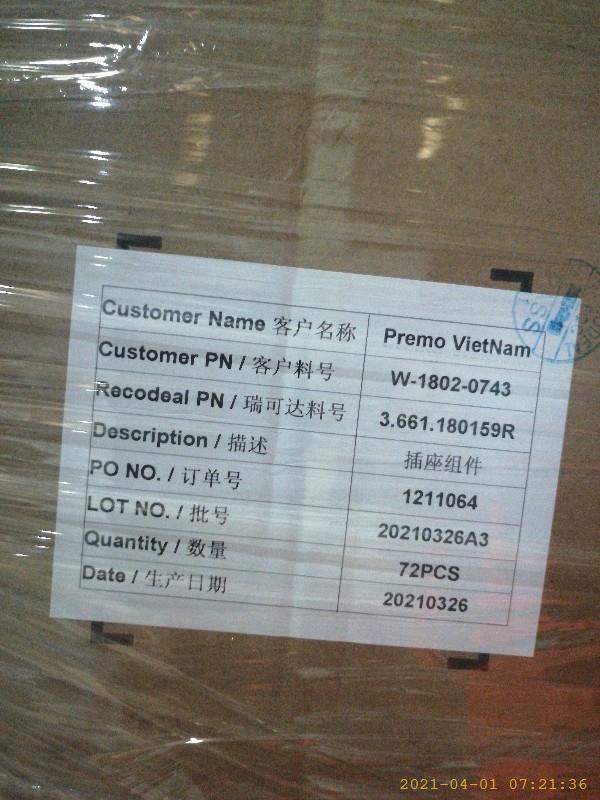 Customer Name 客户名称 Premo VietNam
Customer PN / 客户料号 W-1802-0743
Recodeal PN / 瑞可达料号 3.661.180159R
Description / 描述 插座组件
PO NO. / 订单号 1211064
LOT NO. / 批号 20210326A3
Quantity / 数量 72PCS
Date / 生产日期 20210326
2021-04-01 07:21:36